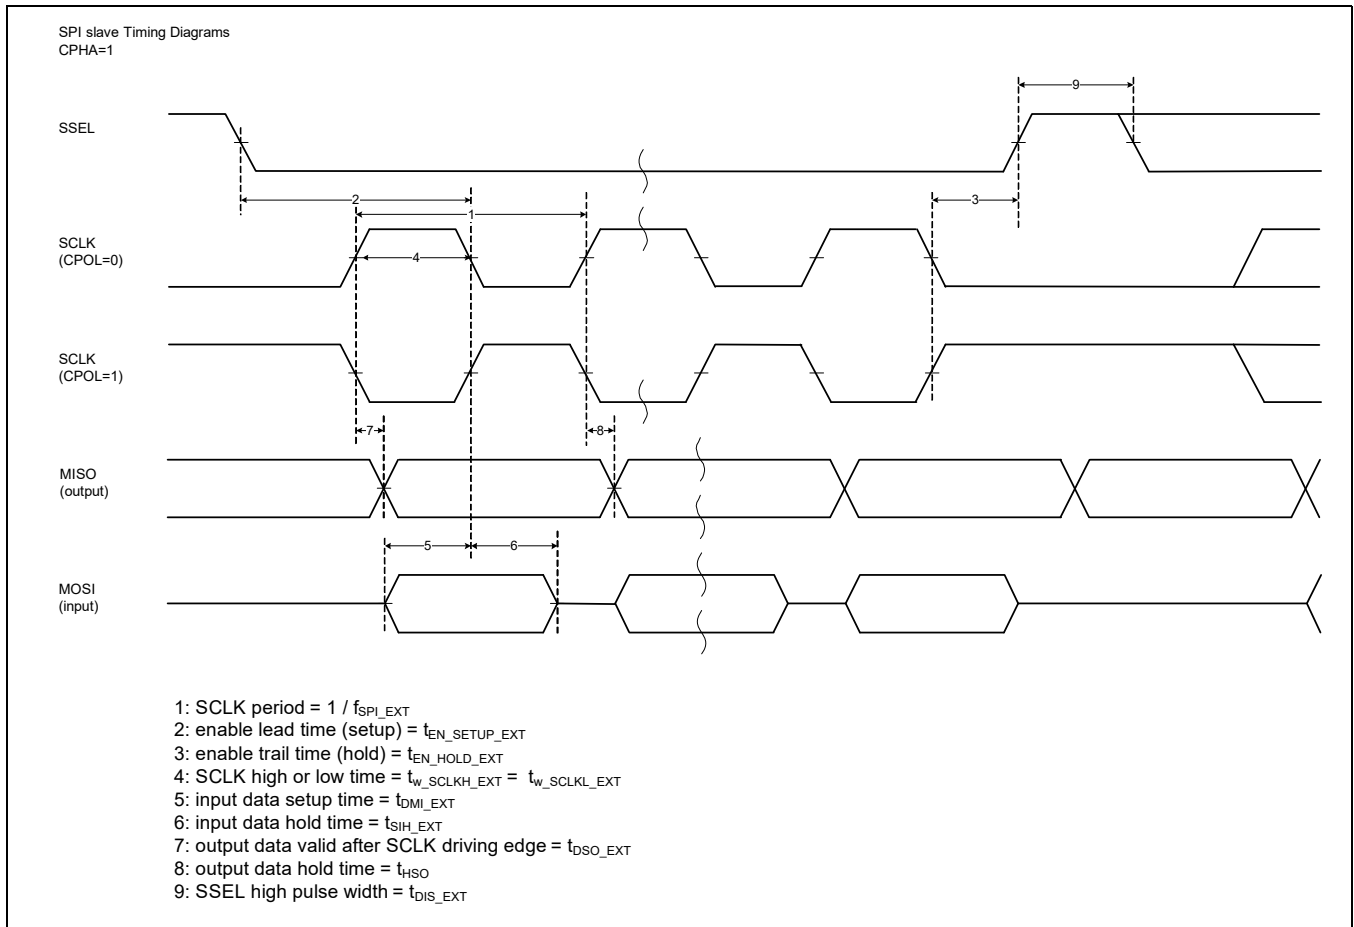 SPI slave Timing Diagrams
CPHA=1
9
SSEL
2
1
3
SCLK
(CPOL=0)
4
SCLK
(CPOL=1)
7
8
MISO
(output)
5
6
MOSI
(input)
1: SCLK period = 1 / fSPI_EXT
2: enable lead time (setup) = tEN_SETUP_EXT
3: enable trail time (hold) = tEN_HOLD_EXT
4: SCLK high or low time = tw_SCLKH_EXT = tw_SCLKL_EXT
5: input data setup time = tDMI_EXT
6: input data hold time = tSIH_EXT
7: output data valid after SCLK driving edge = tDSO_EXT
8: output data hold time = tHSO
9: SSEL high pulse width = tDIS_EXT